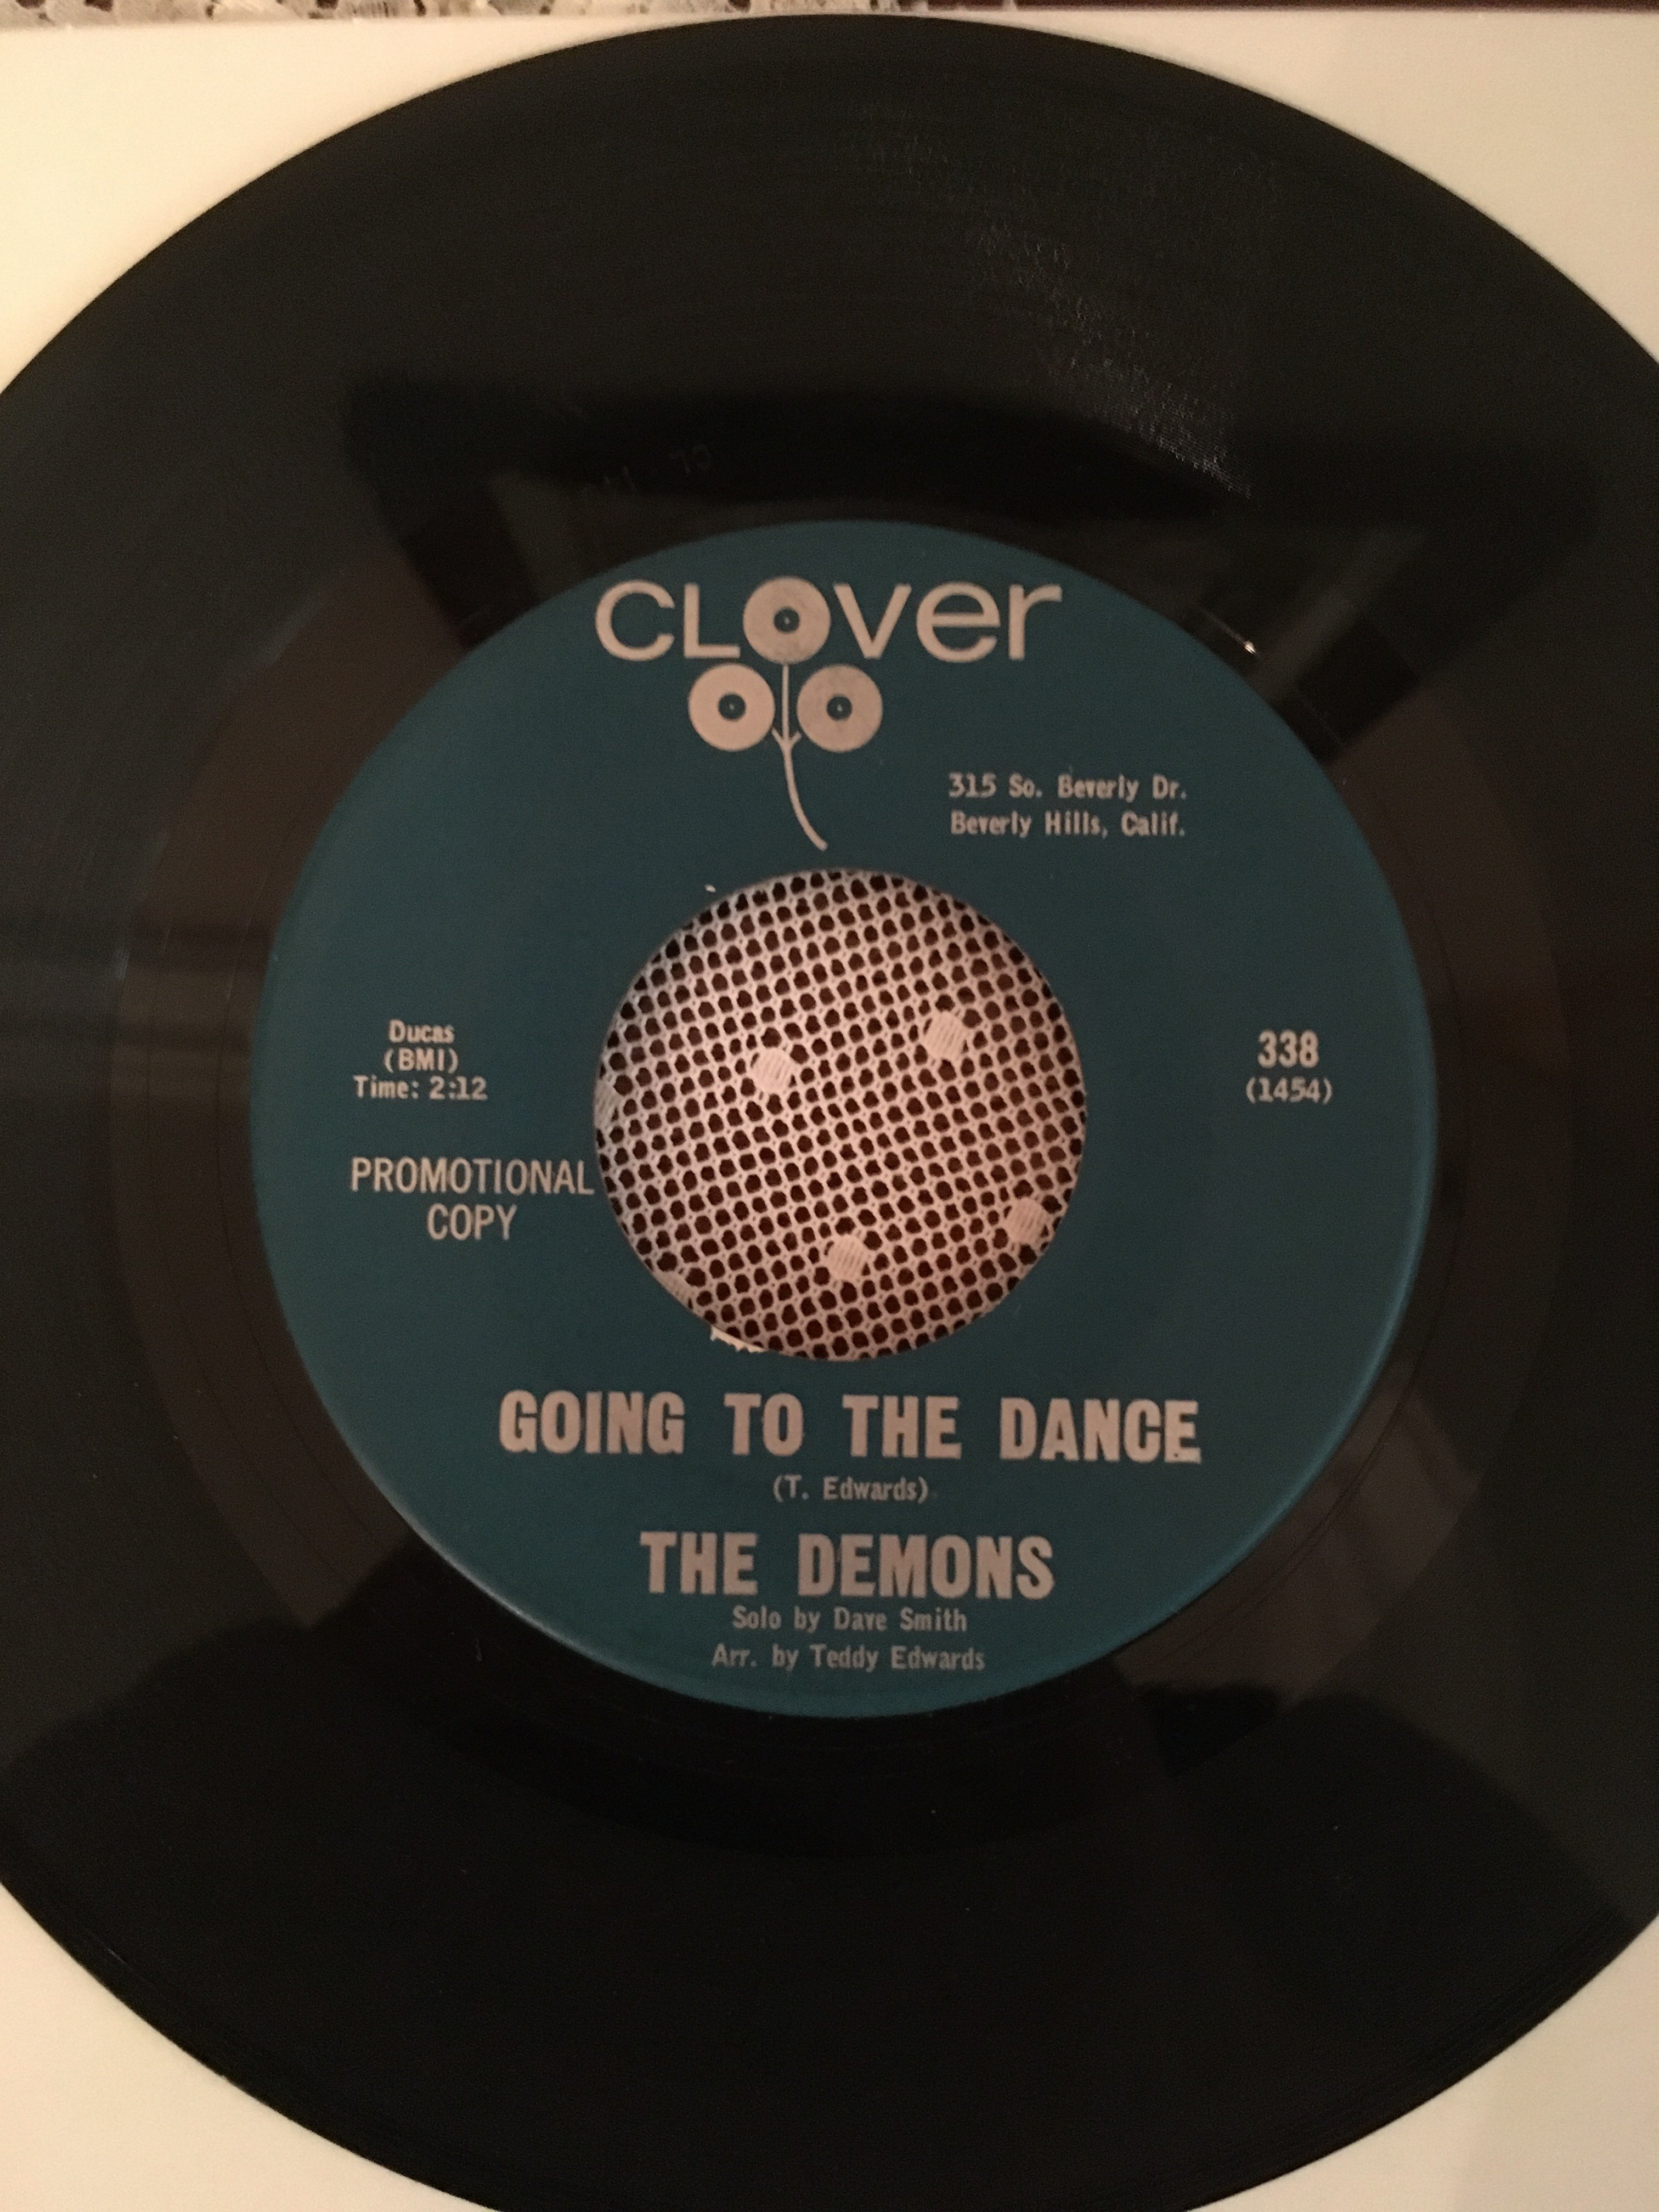 CLOVer
315 So. Beverly Dr.
Beverly Hills, Calif.
Ducas
(BMI)
Time: 2:12
338
(1454)
PROMOTIONAL
COPY
GOING TO THE DANCE
(T. Edwards)
THE DEMONS
Solo by Dave Smith
Arr. by Teddy Edwards